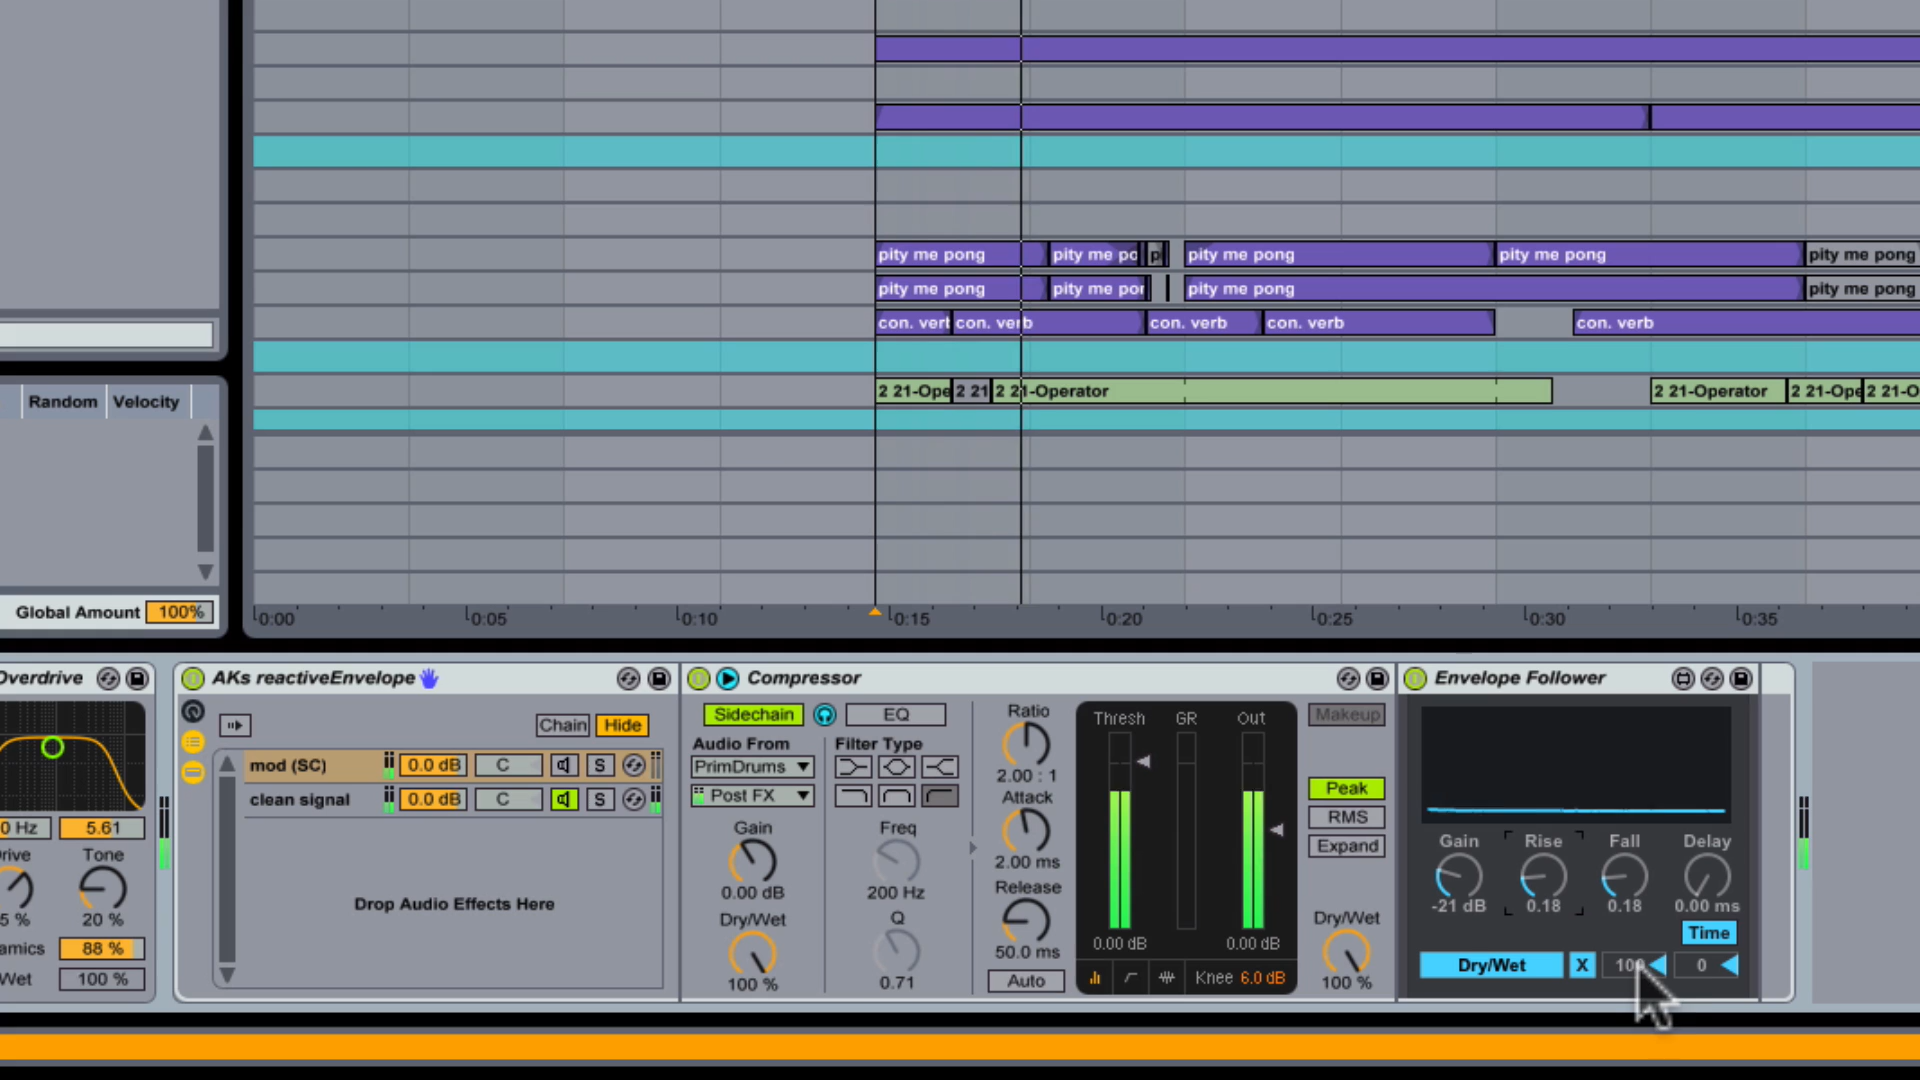 pity me pong
pity me po
p
pity me pong
pity me pong
pity me pong
pity me pong
pity me por
pity me pong
pity me pong
con. vert
con. verb
con. verb
con. verb
con. verb
2 21-Ope
2 21
2 21-Operator
2 21-Operator
2 21-Ope
2 21-O
Random
Velocity
Global Amount 100%
0:00
0:05
0:10
0:15
0:20
0:25
0:30
0:35
Overdrive
0 Hz
5.61
Drive
Tone
5 %
20 %
amics
88 %
Wet
100 %
AKs reactiveEnvelope
Chain
Hide
mod (SC)
0.0 dB
C
S
clean signal
0.0 dB
C
S
Drop Audio Effects Here
Compressor
Sidechain
EQ
Audio From
Filter Type
PrimDrums
Post FX
Gain
0.00 dB
Dry/Wet
100 %
Freq
200 Hz
Q
0.71
Ratio
2.00 : 1
Attack
2.00 ms
Release
50.0 ms
Auto
Thresh
GR
Out
0.00 dB
0.00 dB
Knee 6.0 dB
Makeup
Peak
RMS
Expand
Dry/Wet
100 %
Envelope Follower
Gain
Rise
Fall
Delay
-21 dB
0.18
0.18
0.00 ms
Time
Dry/Wet
X
100
0